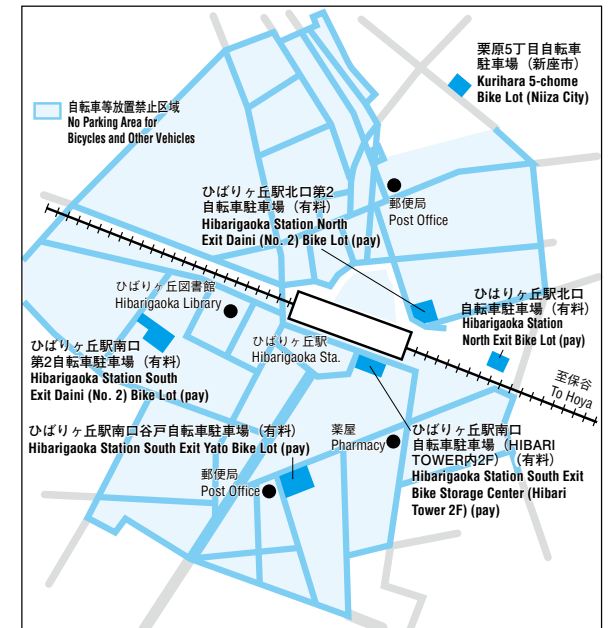 栗原5丁目自転車
駐車場（新座市）
Kurihara 5-chome
Bike Lot (Niiza City)
自転車等放置禁止区域
No Parking Area for
Bicycles and Other Vehicles
ひばりヶ丘駅北口第2
自転車駐車場（有料）
Hibarigaoka Station North
Exit Daini (No. 2) Bike Lot (pay)
郵便局
Post Office
ひばりヶ丘図書館
Hibarigaoka Library
ひばりヶ丘駅北口
自転車駐車場（有料）
Hibarigaoka Station
North Exit Bike Lot (pay)
ひばりヶ丘駅
Hibarigaoka Sta.
ひばりヶ丘駅南口
第2自転車駐車場（有料）
Hibarigaoka Station South
Exit Daini (No. 2) Bike Lot (pay)
至保谷
To Hoya
ひばりヶ丘駅南口谷戸自転車駐車場（有料）
Hibarigaoka Station South Exit Yato Bike Lot (pay)
薬屋
Pharmacy
ひばりヶ丘駅南口
自転車駐車場（HIBARI
TOWER内2F）（有料）
Hibarigaoka Station South Exit
Bike Storage Center (Hibari
Tower 2F) (pay)
郵便局
Post Office